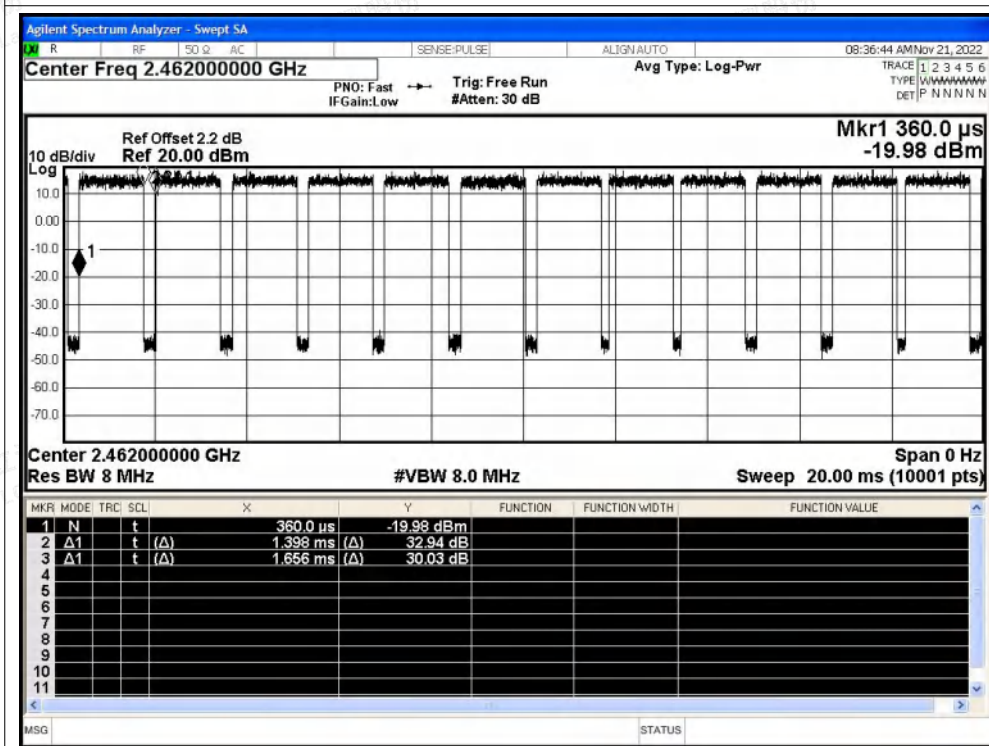 Agilent Spectrum Analyzer - Swept SA
LXI R RF 50 Ω AC SENSE:PULSE ALIGN AUTO 08:36:44 AM Nov 21, 2022
Center Freq 2.462000000 GHz Avg Type: Log-Pwr TRACE 1 2 3 4 5 6
PNO: Fast Trig: Free Run TYPE WWWWWW
IFGain:Low #Atten: 30 dB DET P N N N N N
Mkr1 360.0 µs
Ref Offset 2.2 dB
10 dB/div Ref 20.00 dBm -19.98 dBm
Log
10.0
0.00
-10.0
1
-20.0
-30.0
-40.0
-50.0
-60.0
-70.0
Center 2.462000000 GHz Span 0 Hz
Res BW 8 MHz #VBW 8.0 MHz Sweep 20.00 ms (10001 pts)
MKR MODE TRC SCL X Y FUNCTION FUNCTION WIDTH FUNCTION VALUE
1 N t 360.0 µs -19.98 dBm
2 Δ1 t (Δ) 1.398 ms (Δ) 32.94 dB
3 Δ1 t (Δ) 1.656 ms (Δ) 30.03 dB
4
5
6
7
8
9
10
11
MSG STATUS